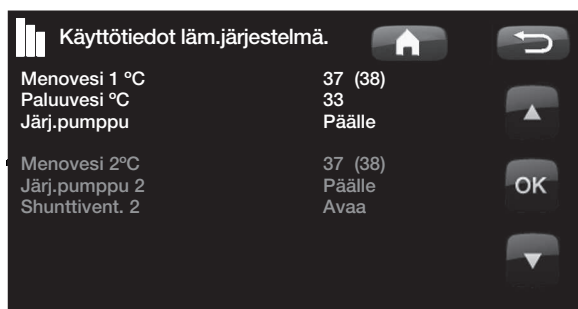 Käyttötiedot läm.järjestelmä.
Menovesi 1 ºC 37 (38)
Paluuvesi ºC 33
Järj.pumppu Päälle
Menovesi 2ºC 37 (38)
Järj.pumppu 2 Päälle
Shunttivent. 2 Avaa
OK